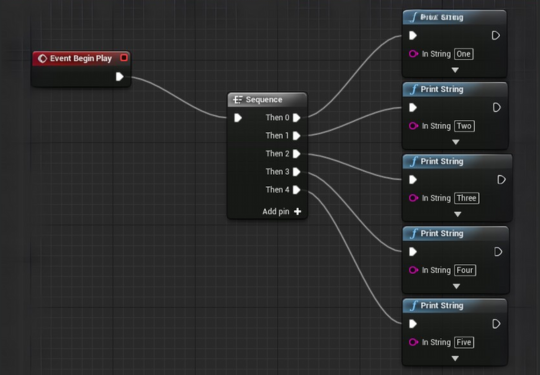 Print String
In String One
Event Begin Play
Print String
Sequence
Then 0
In String Two
Then 1
Then 2
Print String
Then 3
In String Three
Then 4
Add pin +
Print String
In String Four
Print String
In String Five